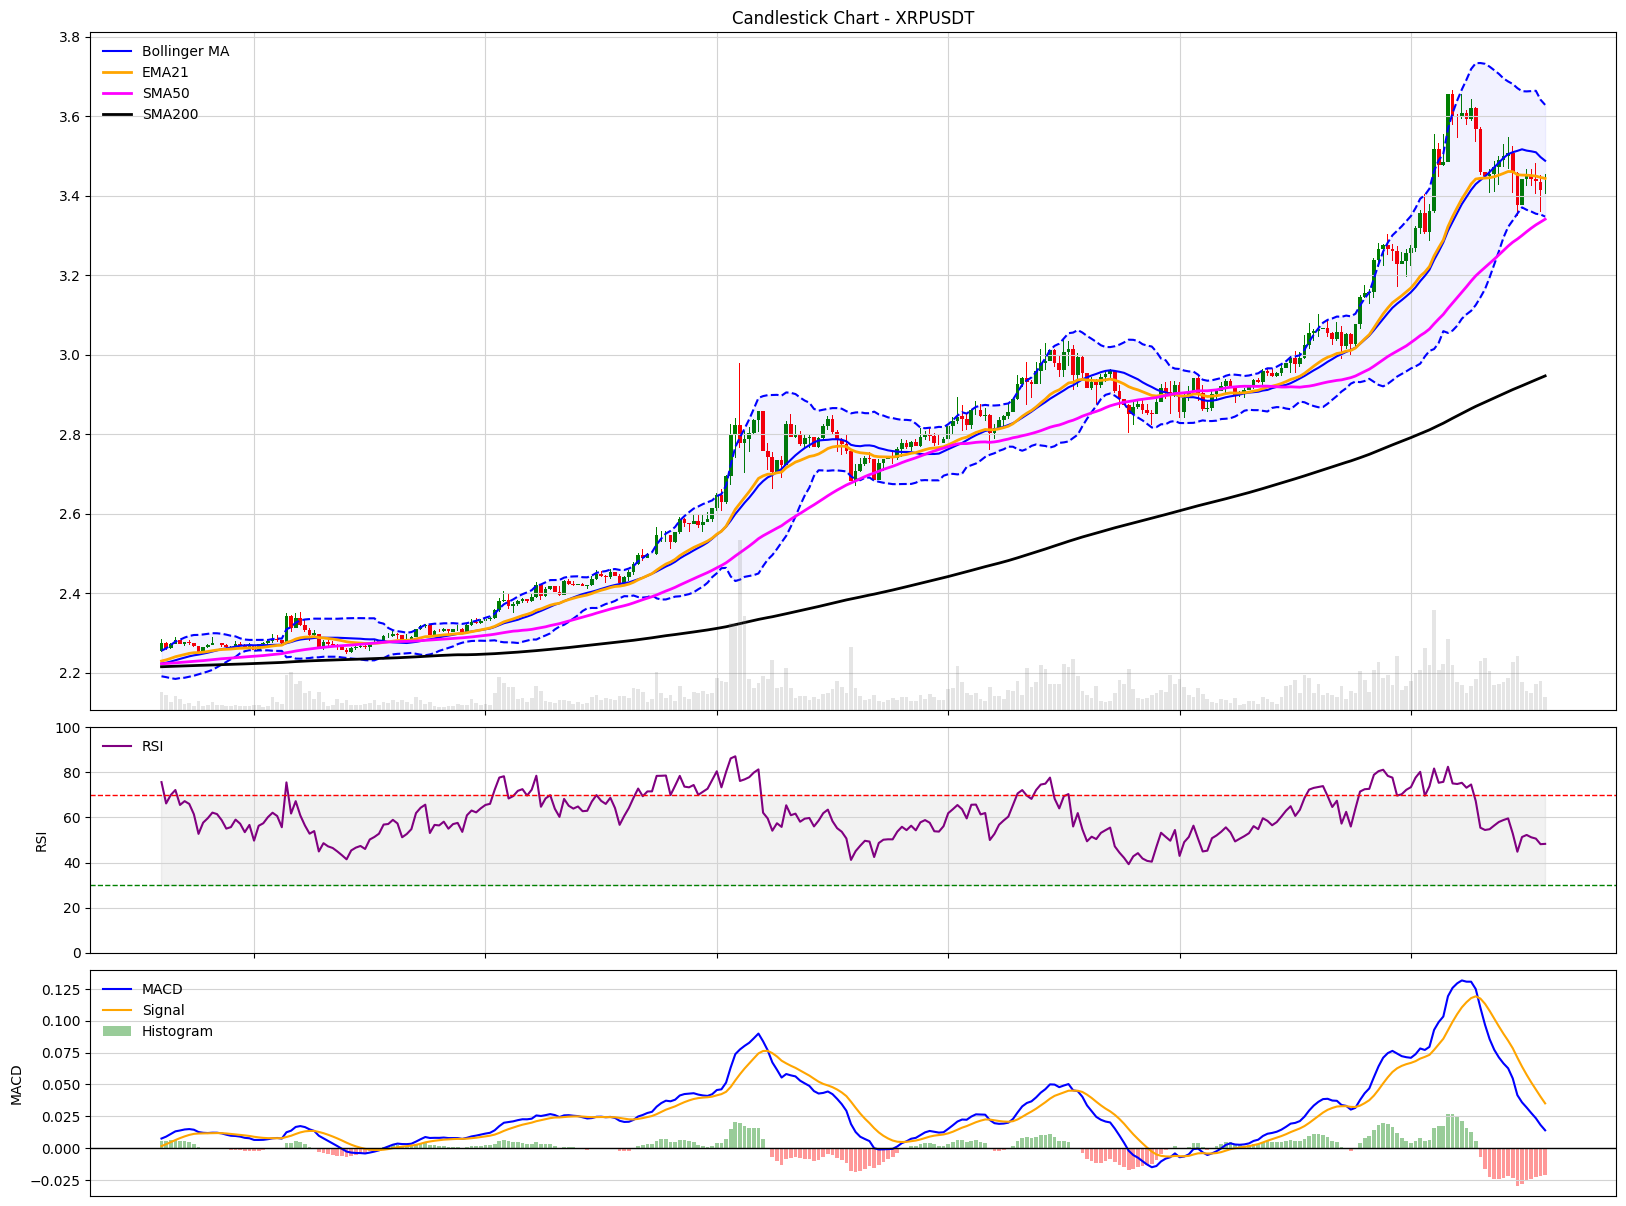 Candlestick Chart - XRPUSDT
3.8
3.6
3.4
3.2
3.0
2.8
2.6
2.4
2.2
Bollinger MA
EMA21
SMA50
SMA200
100
80
60
40
20
0
RSI
RSI
0.125
0.100
0.075
0.050
0.025
0.000
−0.025
MACD
MACD
Signal
Histogram